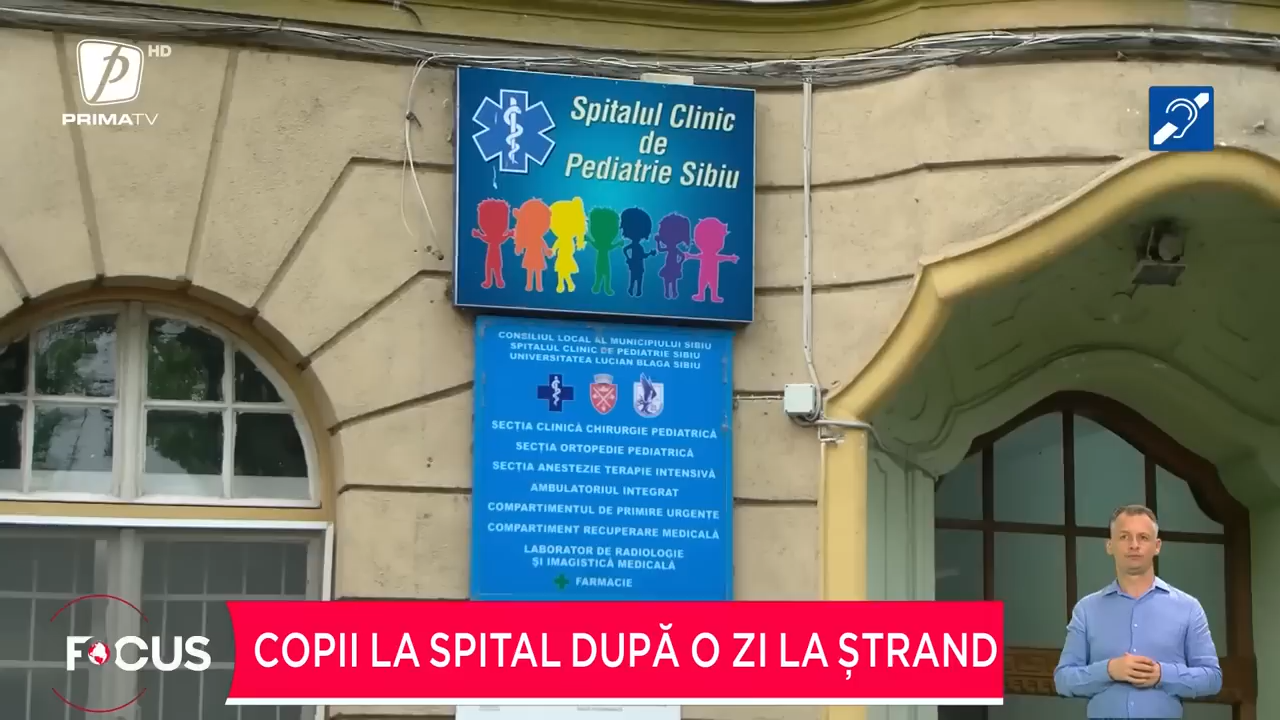 HD
PRIMATV
Spitalul Clinic
de
Pediatrie Sibiu
CONSILIUL LOCAL AL MUNICIPIULUI SIBIU
SPITALUL CLINIC DE PEDIATRIE SIBIU
UNIVERSITATEA LUCIAN BLAGA SIBIU
SECȚIA CLINICĂ CHIRURGIE PEDIATRICĂ
SECȚIA ORTOPEDIE PEDIATRICĂ
SECȚIA ANESTEZIE TERAPIE INTENSIVĂ
AMBULATORIUL INTEGRAT
COMPARTIMENTUL DE PRIMIRE URGENȚE
COMPARTIMENT RECUPERARE MEDICALĂ
LABORATOR DE RADIOLOGIE
ȘI IMAGISTICĂ MEDICALĂ
FARMACIE
FOCUS
COPII LA SPITAL DUPĂ O ZI LA ȘTRAND